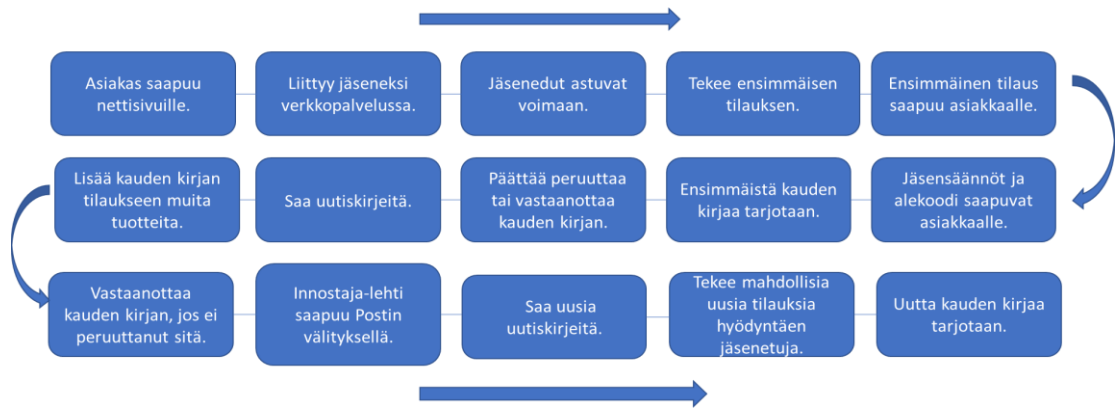 Asiakas saapuu
nettisivuille.
Liittyy jäseneksi
verkkopalvelussa.
Jäsenedut astuvat
voimaan.
Tekee ensimmäisen
tilauksen.
Ensimmäinen tilaus
saapuu asiakkaalle.
Jäsensäännöt ja
alekoodi saapuvat
asiakkaalle.
Ensimmäistä kauden
kirjaa tarjotaan.
Päättää peruuttaa
tai vastaanottaa
kauden kirjan.
Saa uutiskirjeitä.
Lisää kauden kirjan
tilaukseen muita
tuotteita.
Vastaanottaa
kauden kirjan, jos ei
peruuttanut sitä.
Innostaja-lehti
saapuu Postin
välityksellä.
Saa uusia
uutiskirjeitä.
Tekee mahdollisia
uusia tilauksia
hyödyntäen
jäsenetuja.
Uutta kauden kirjaa
tarjotaan.